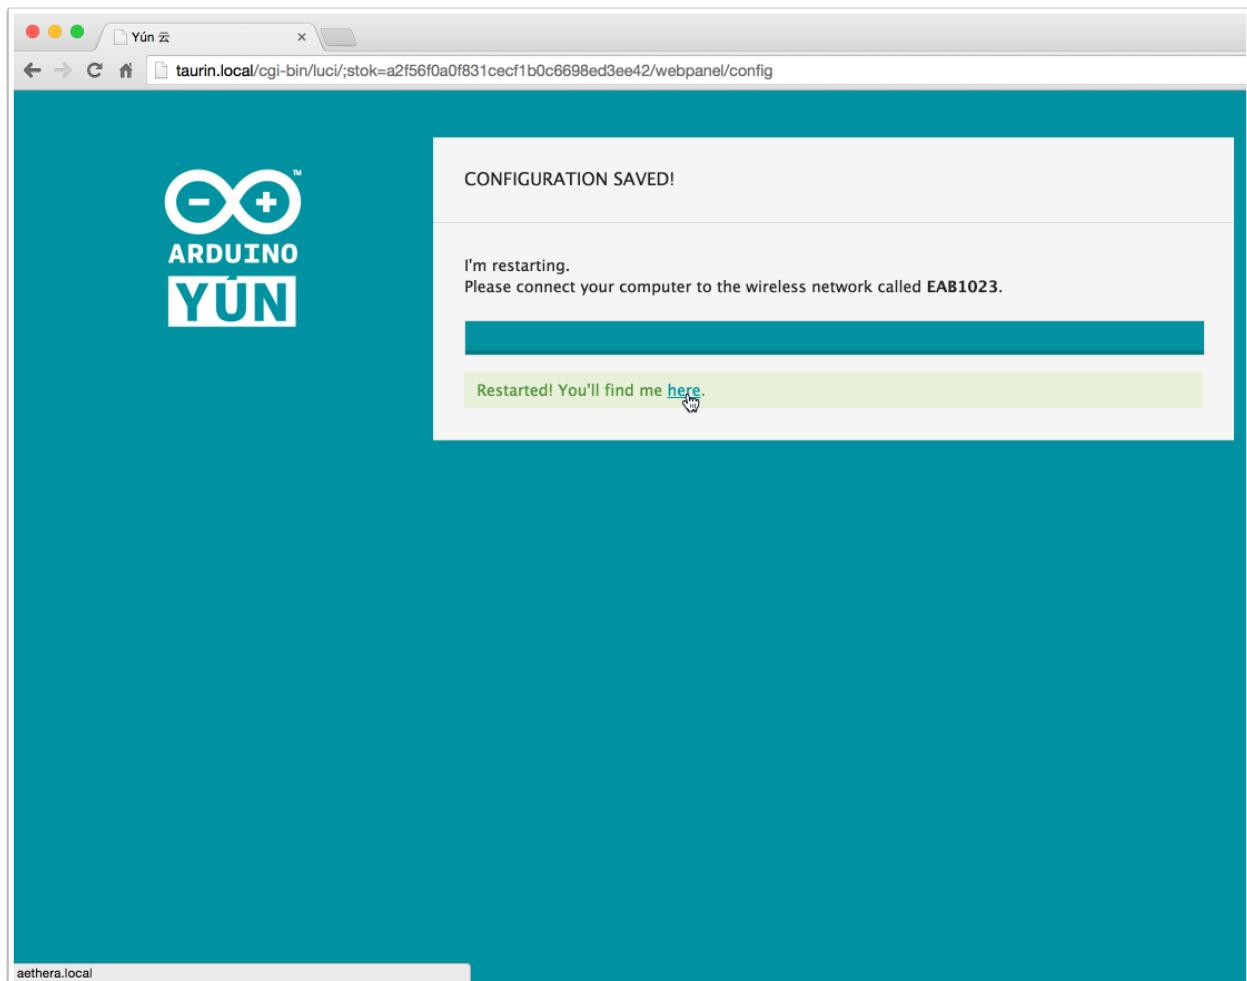 Yún 云
taurin.local/cgi-bin/luci/;stok=a2f56f0a0f831cecf1b0c6698ed3ee42/webpanel/config
TM
ARDUINO
YÚN
CONFIGURATION SAVED!
I'm restarting.
Please connect your computer to the wireless network called EAB1023.
Restarted! You'll find me here.
aethera.local